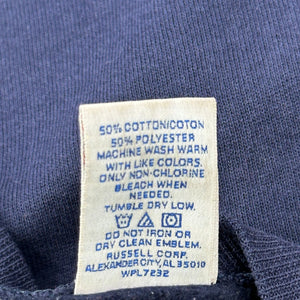 50% COTTON/COTON
50% POLYESTER
MACHINE WASH WARM
WITH LIKE COLORS.
ONLY NON-CHLORINE
BLEACH WHEN
NEEDED.
TUMBLE DRY LOW.
DO NOT IRON OR
DRY CLEAN EMBLEM.
RUSSELL CORP.
ALEXANDER CITY, AL 35010
WPL7232